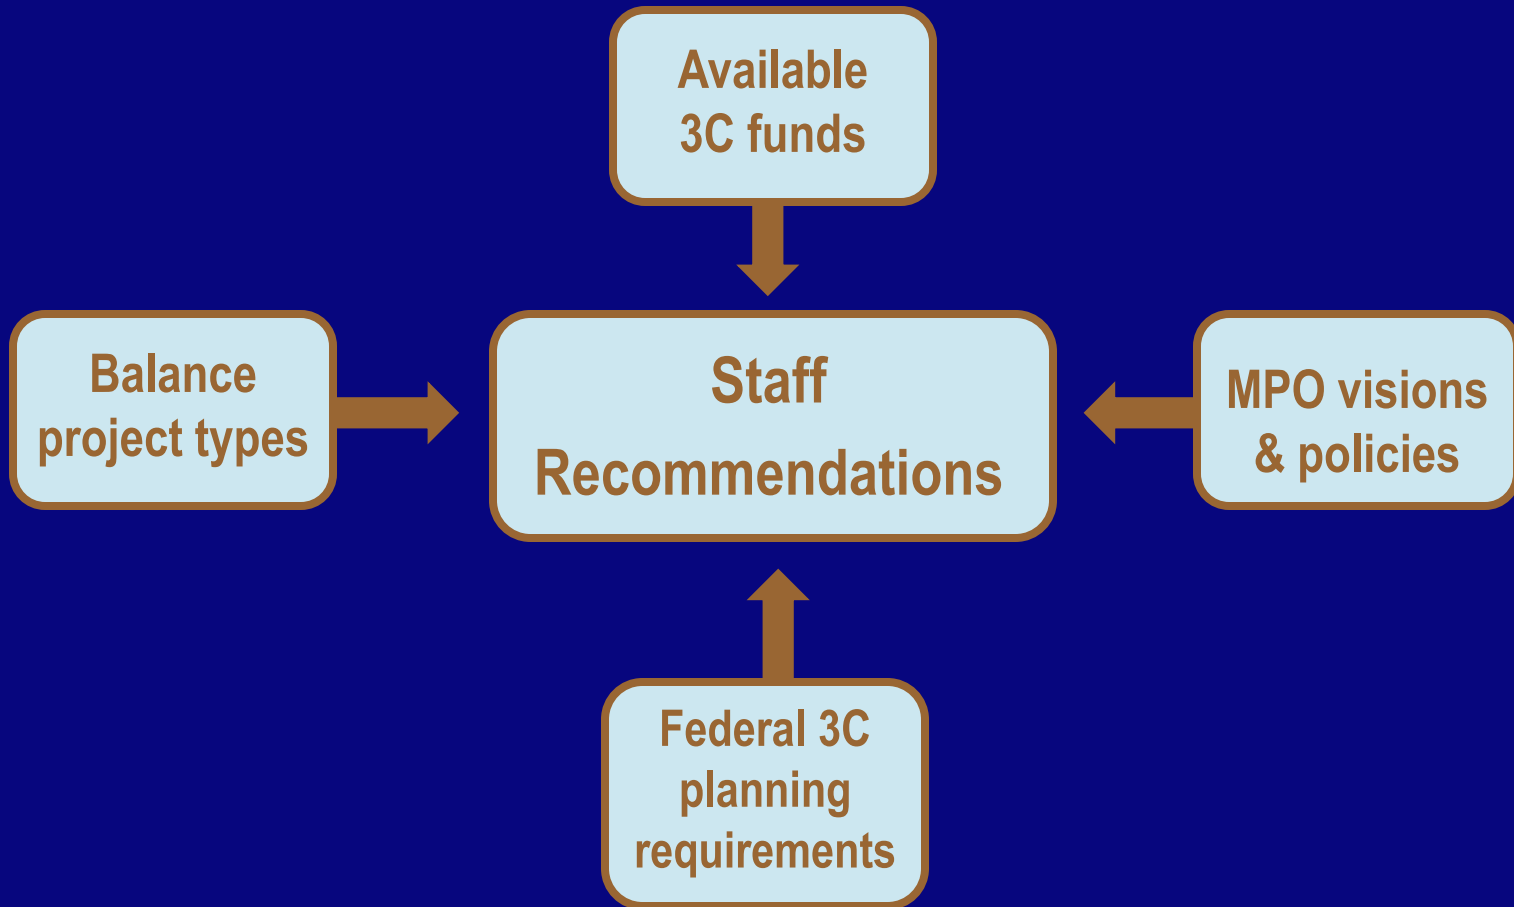 Available
3C funds
Balance
project types
Staff
Recommendations
MPO visions
& policies
Federal 3C
planning
requirements